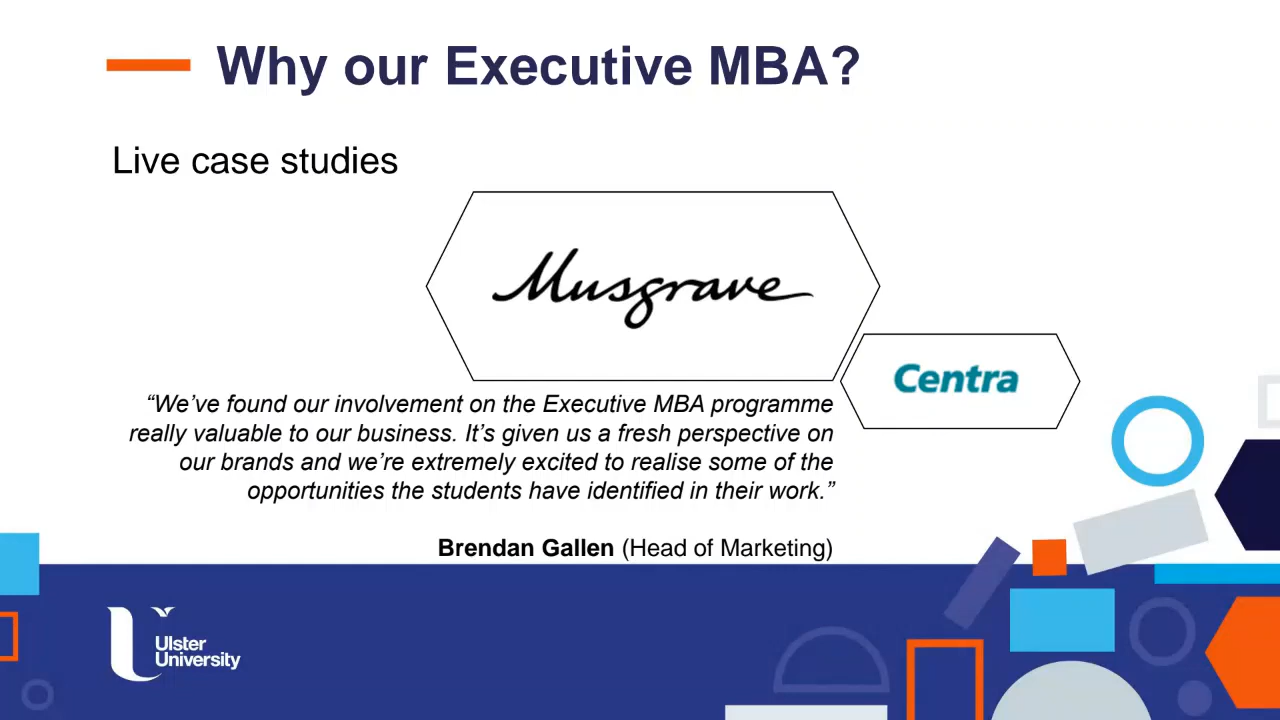 Why our Executive MBA?
Live case studies
Musgrave
Centra
“We’ve found our involvement on the Executive MBA programme
really valuable to our business. It’s given us a fresh perspective on
our brands and we’re extremely excited to realise some of the
opportunities the students have identified in their work.”
Brendan Gallen (Head of Marketing)
Ulster
University